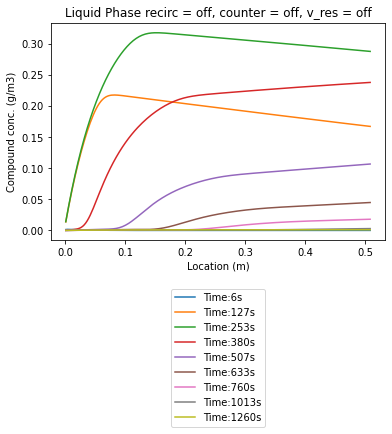 Liquid Phase recirc = off, counter = off, v_res = off
Compound conc. (g/m3)
0.30
0.25
0.20
0.15
0.10
0.05
0.00
0.0 0.1 0.2 0.3 0.4 0.5
Location (m)
Time:6s
Time:127s
Time:253s
Time:380s
Time:507s
Time:633s
Time:760s
Time:1013s
Time:1260s